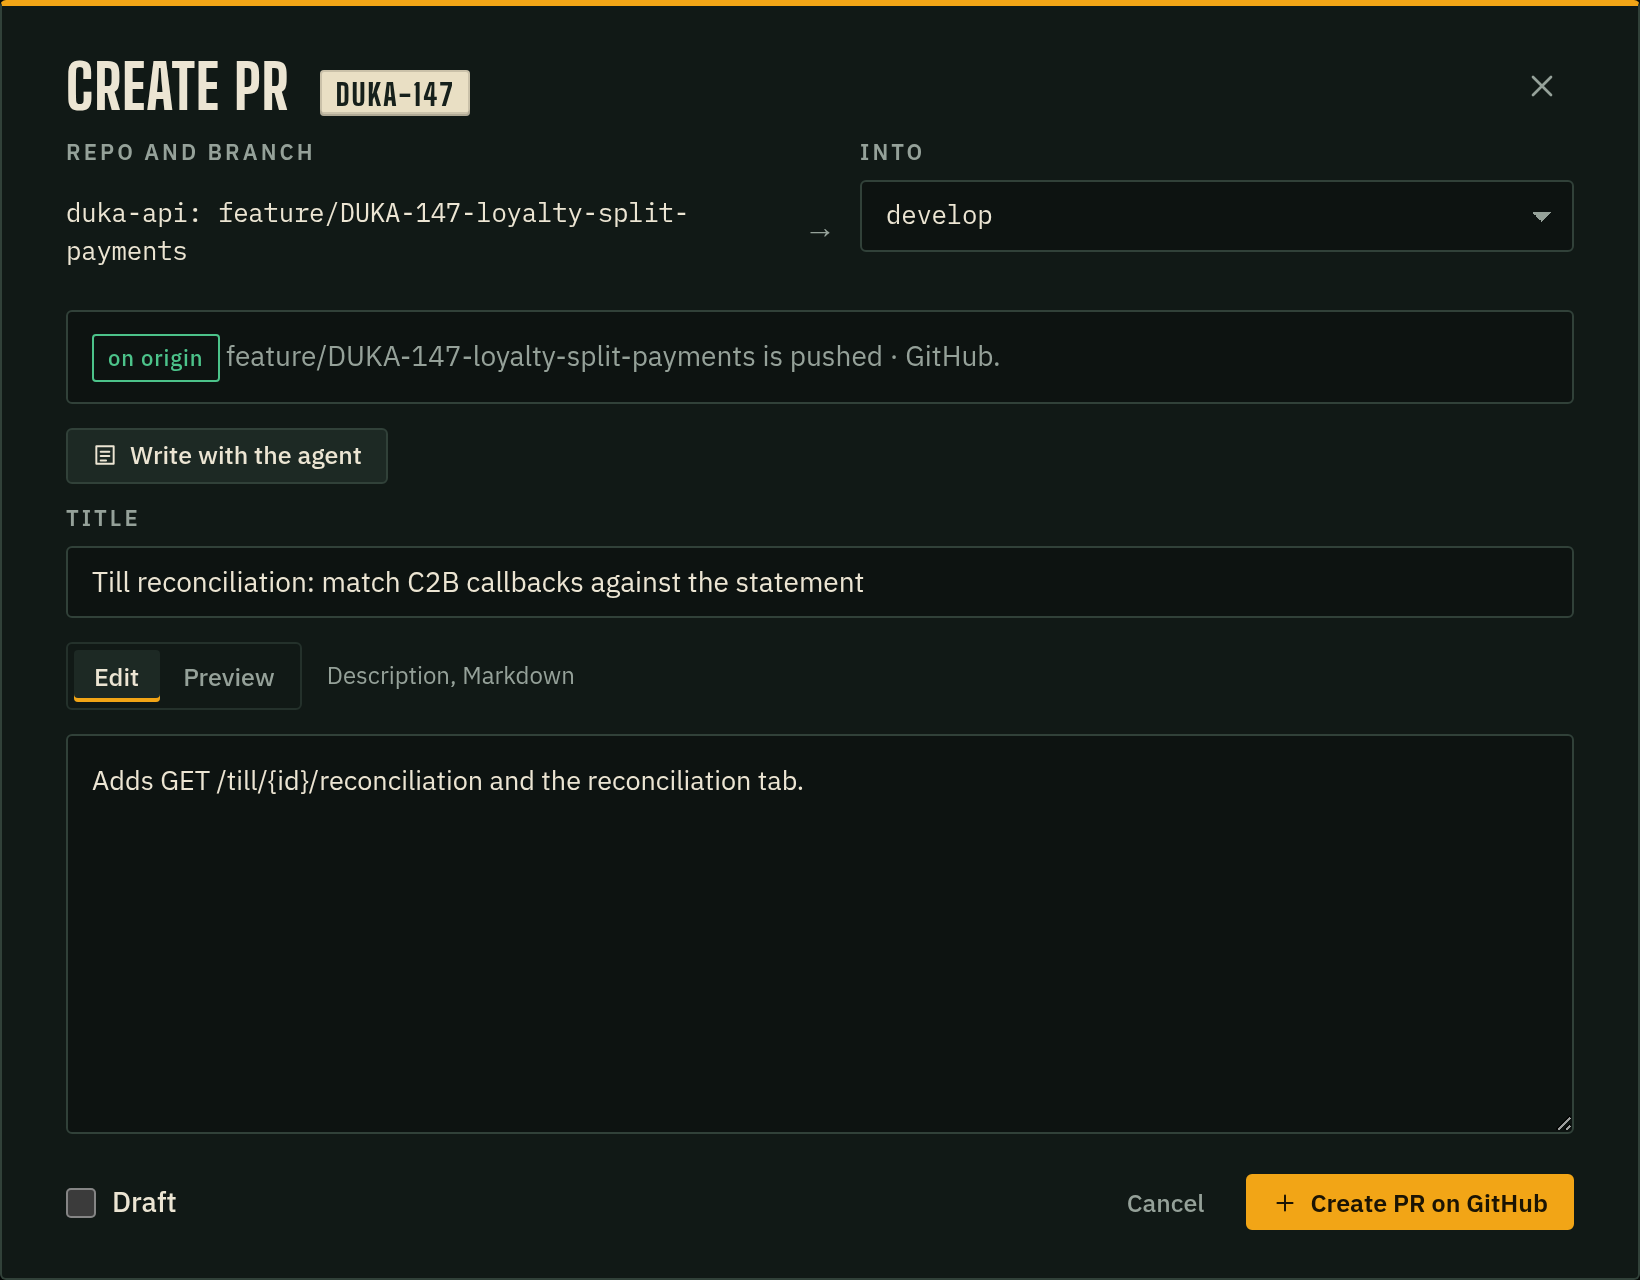 CREATE PR
DUKA-147
REPO AND BRANCH
duka-api: feature/DUKA-147-loyalty-split-
payments
→
INTO
develop
on origin feature/DUKA-147-loyalty-split-payments is pushed · GitHub.
Write with the agent
TITLE
Till reconciliation: match C2B callbacks against the statement
Edit Preview Description, Markdown
Adds GET /till/{id}/reconciliation and the reconciliation tab.
Draft
Cancel
+ Create PR on GitHub